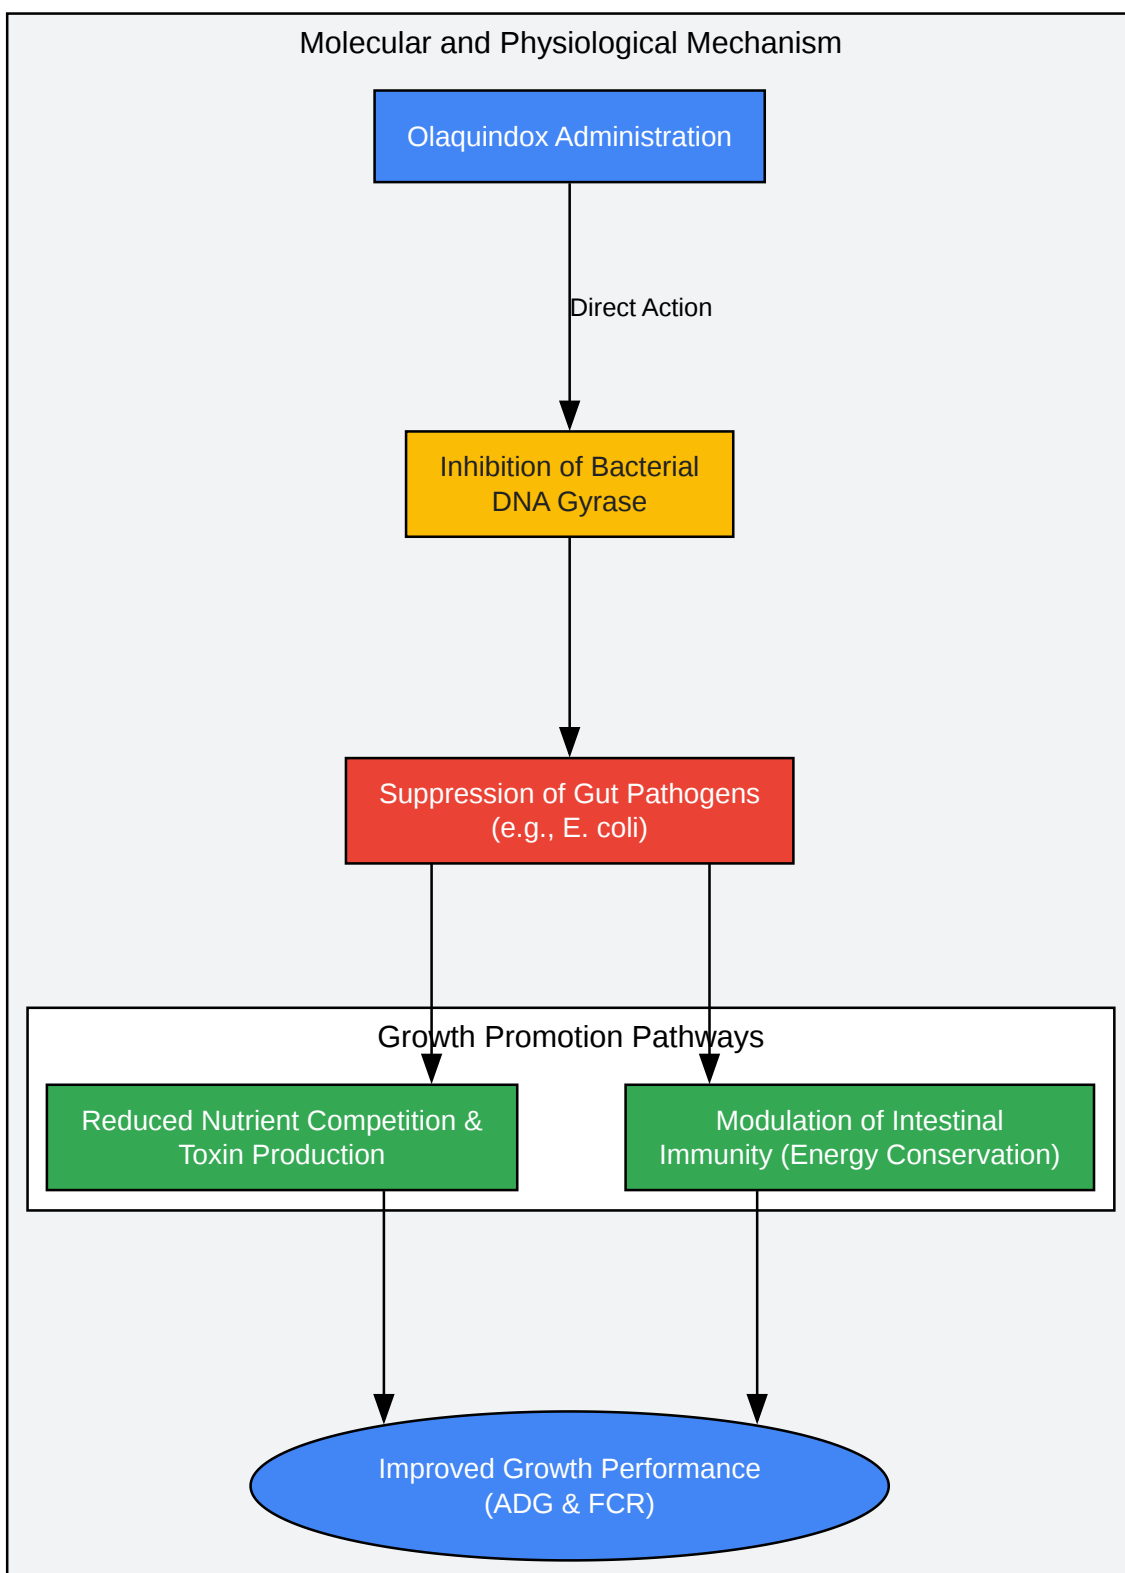 Molecular and Physiological Mechanism
Olaquindox Administration
Direct Action
Inhibition of Bacterial
DNA Gyrase
Suppression of Gut Pathogens
(e.g., E. coli)
Growth Promotion Pathways
Reduced Nutrient Competition &
Toxin Production
Modulation of Intestinal
Immunity (Energy Conservation)
Improved Growth Performance
(ADG & FCR)